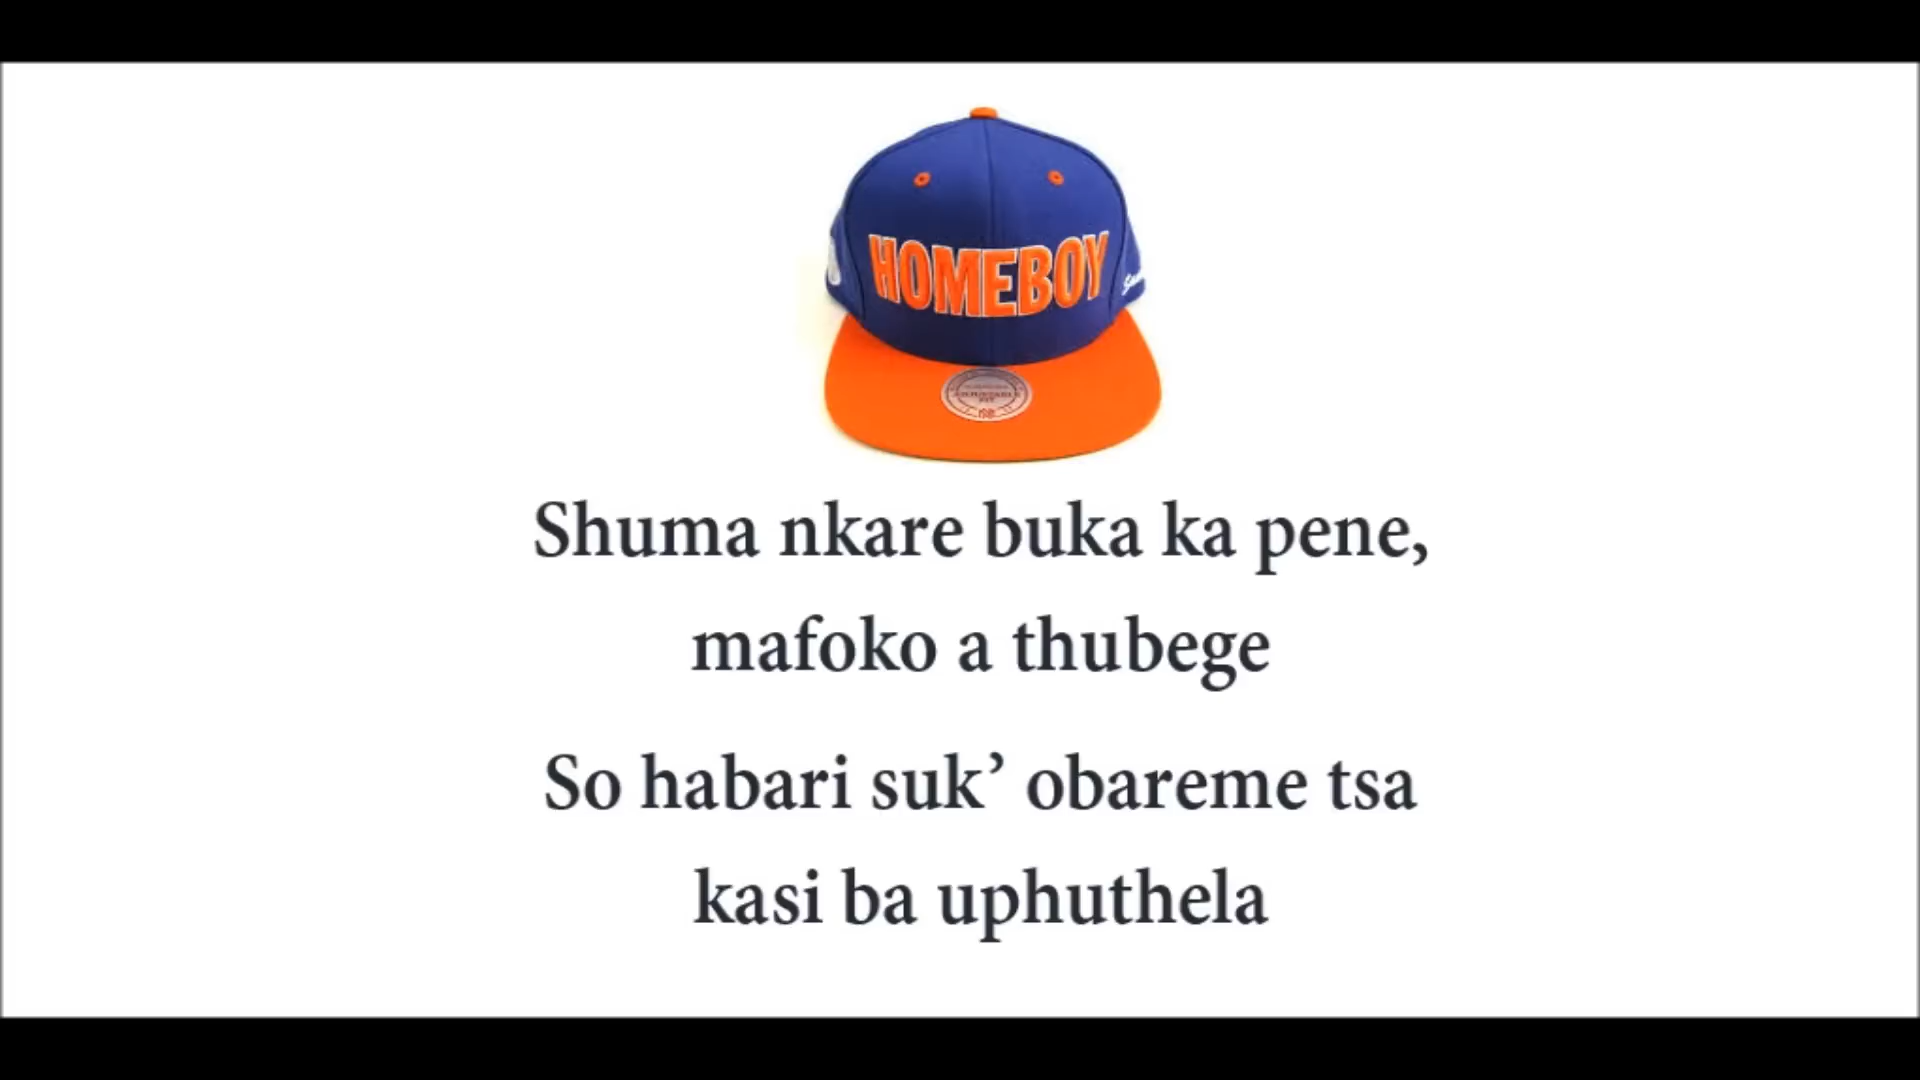 HOMEBOY
Shuma nkare buka ka pene,
mafoko a thubege
So habari suk’ obareme tsa
kasi ba uphuthela